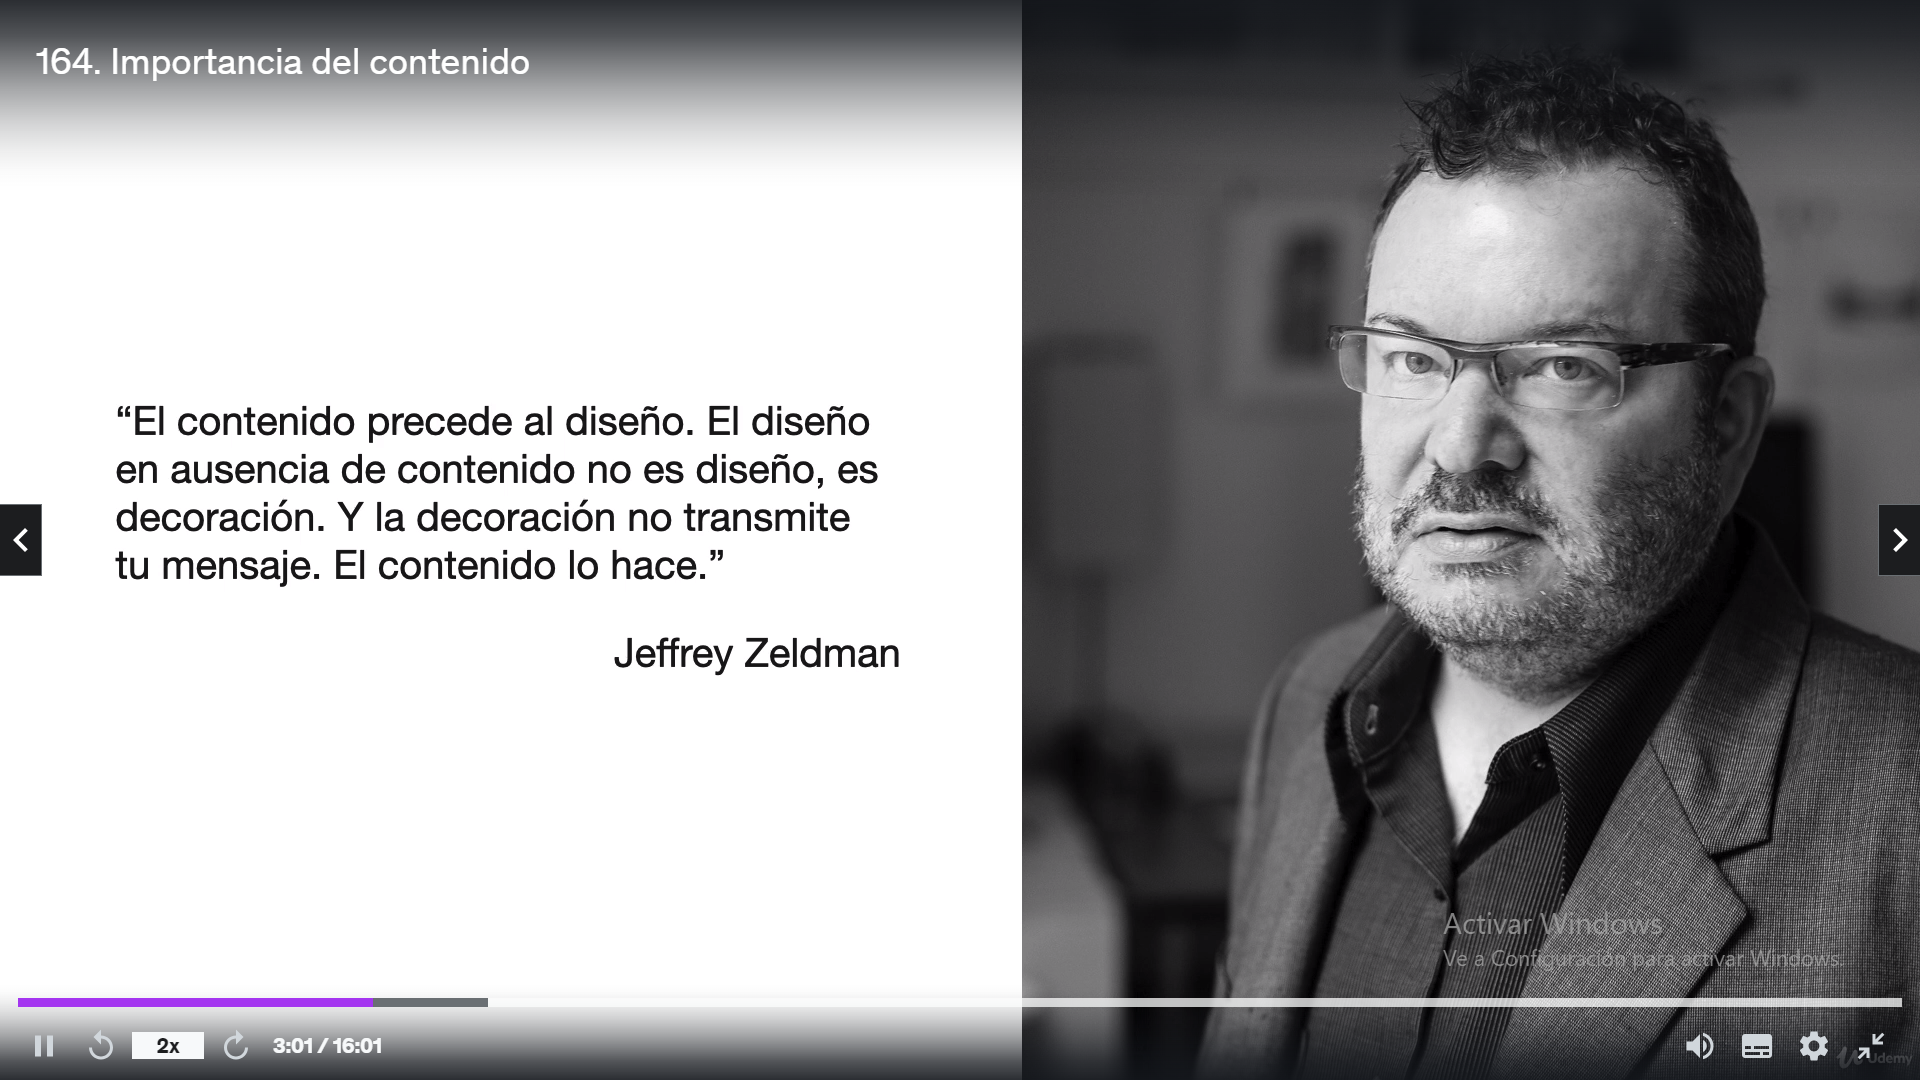 164. Importancia del contenido
“El contenido precede al diseño. El diseño
en ausencia de contenido no es diseño, es
decoración. Y la decoración no transmite
tu mensaje. El contenido lo hace.”
Jeffrey Zeldman
Activar Windows
Ve a Configuración para activar Windows.
2x
3:01 / 16:01
Udemy